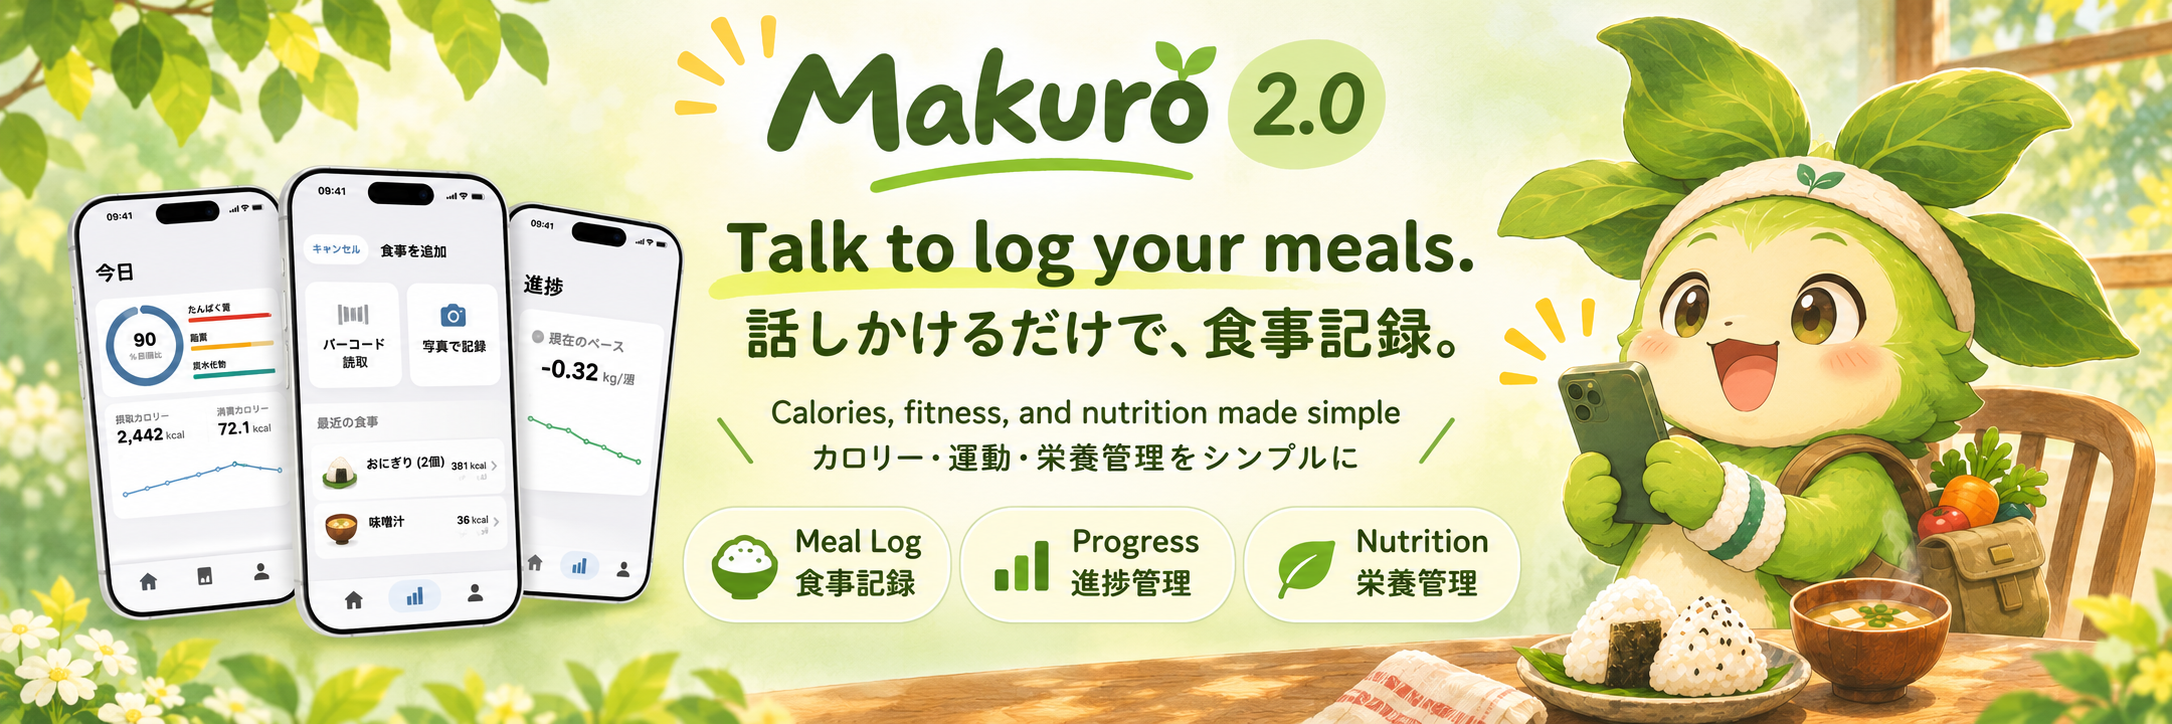 Makuro 2.0
Talk to log your meals.
話しかけるだけで、食事記録。
Calories, fitness, and nutrition made simple
カロリー・運動・栄養管理をシンプルに
Meal Log
食事記録
Progress
進捗管理
Nutrition
栄養管理
09:41
今日
90
たんぱく質
炭水化物
摂取カロリー
2,442 kcal
消費カロリー
72.1 kcal
09:41
キャンセル
食事を追加
バーコード
読取
写真で記録
最近の食事
おにぎり (2個)
381 kcal
味噌汁
36 kcal
09:41
進捗
現在のペース
-0.32 kg/週